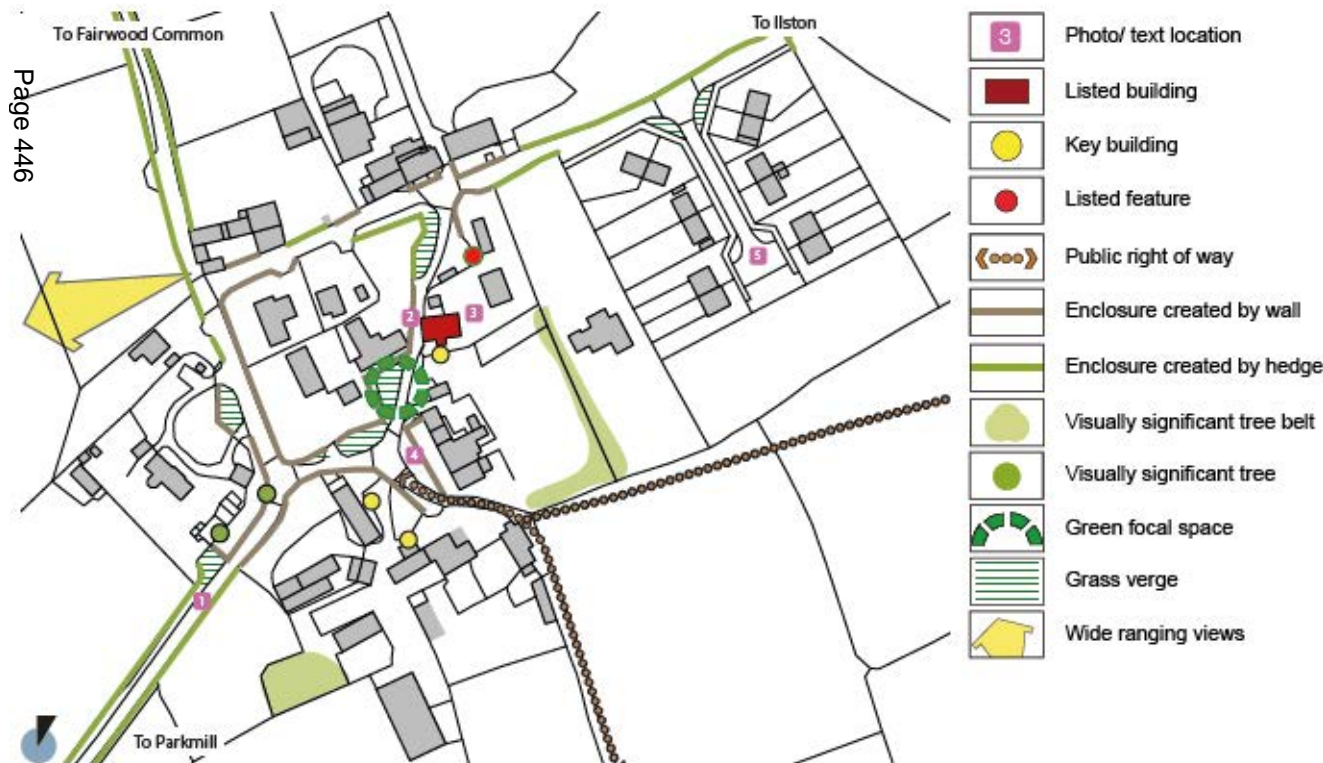 To Fairwood Common
To Ilston
Page 446
2
3
5
4
1
To Parkmill
3 Photo/ text location
Listed building
Key building
Listed feature
Public right of way
Enclosure created by wall
Enclosure created by hedge
Visually significant tree belt
Visually significant tree
Green focal space
Grass verge
Wide ranging views